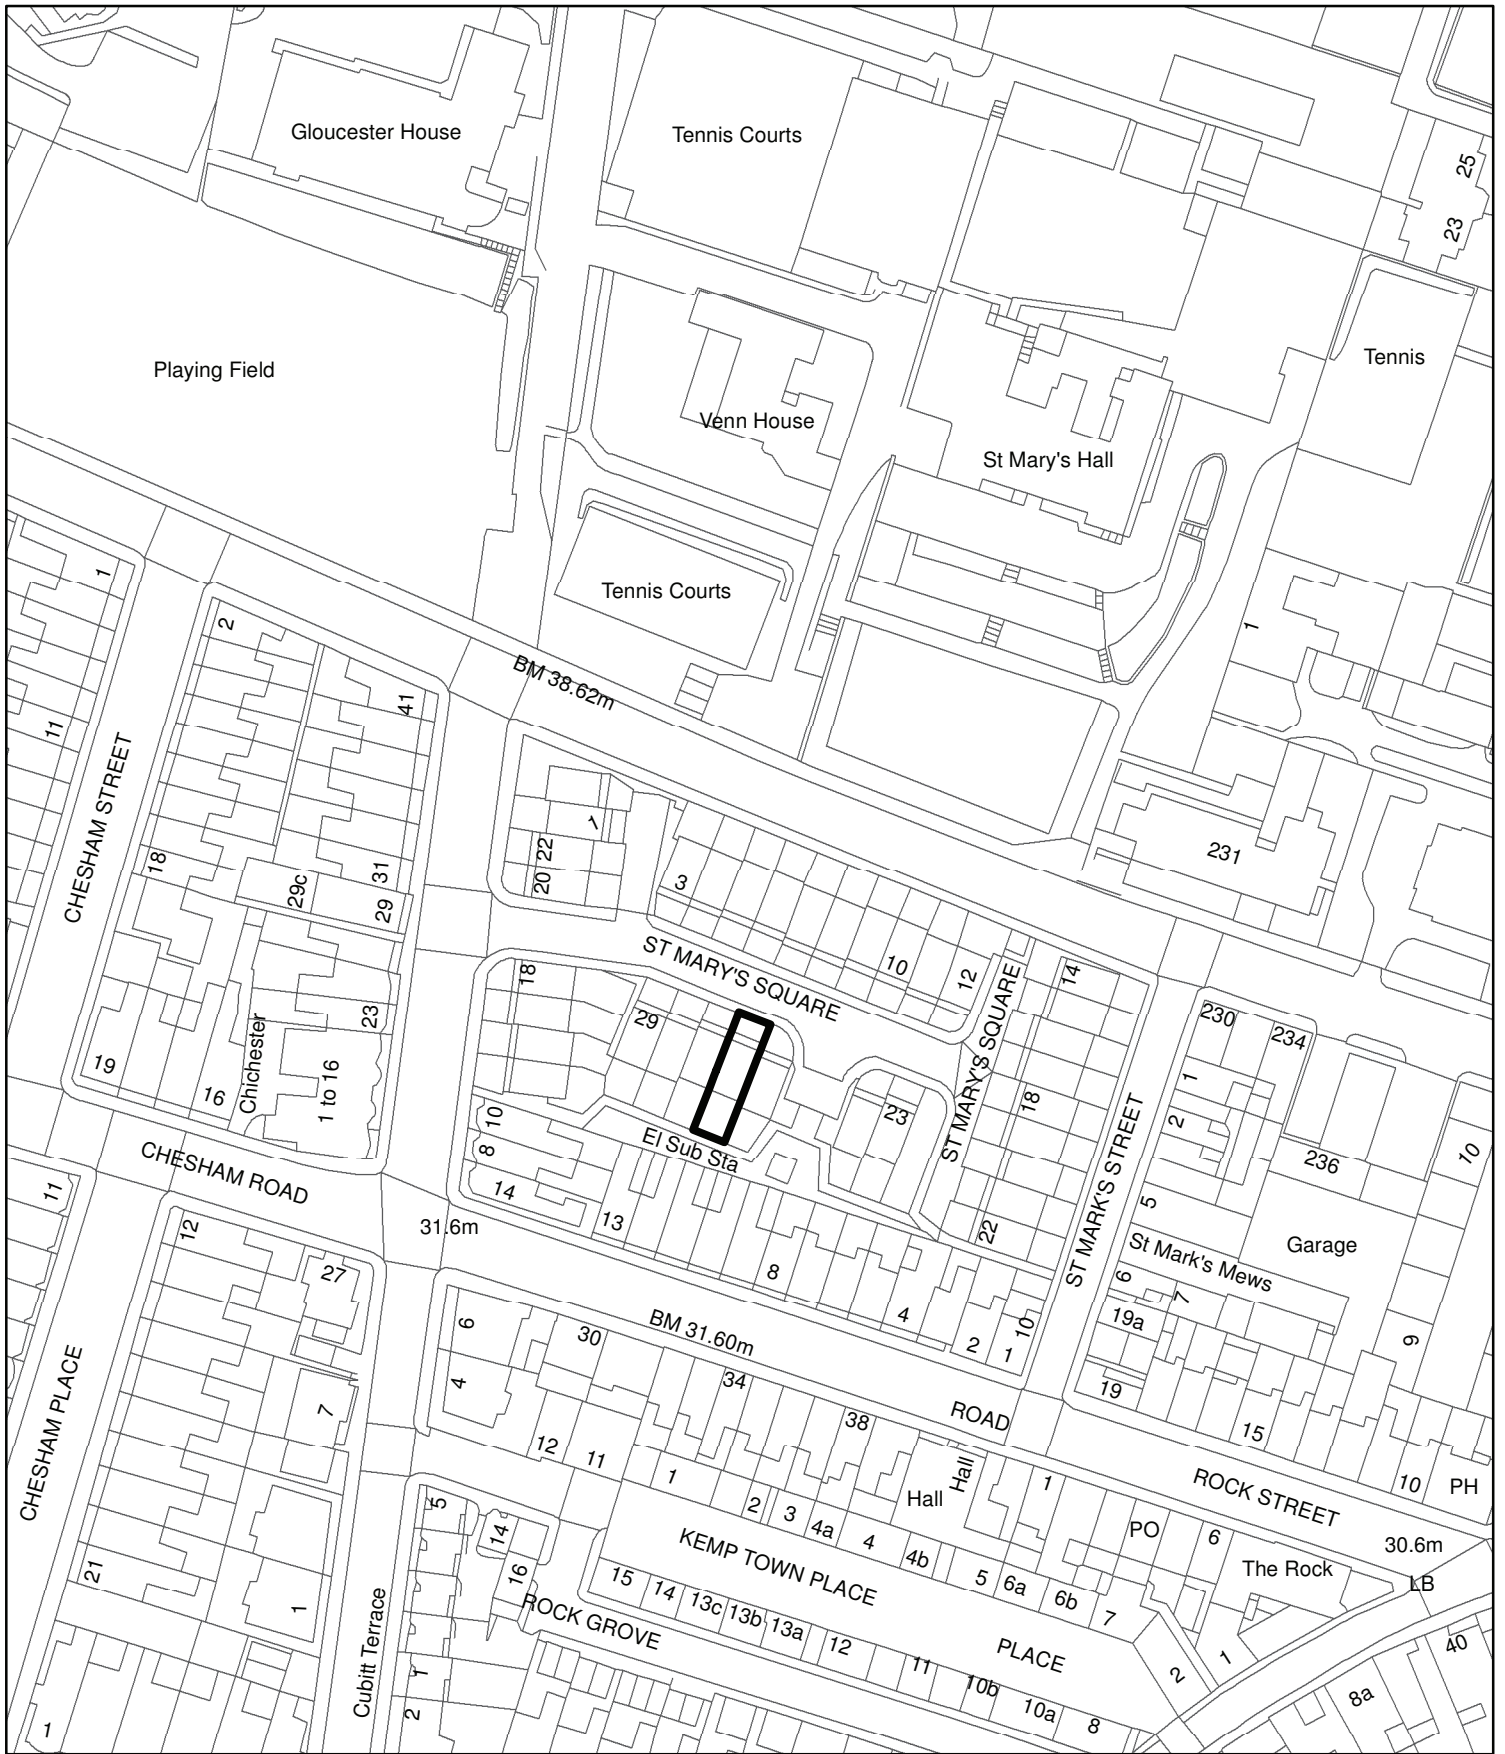 Gloucester House
Tennis Courts
25
23
Playing Field
Tennis
Venn House
St Mary's Hall
Tennis Courts
1
2
1
BM 38.62m
41
11
CHESHAM STREET
1
22
20
231
18
29c
31
29
3
ST MARY'S SQUARE
10
12
14
18
29
23
ST MARY'S SQUARE
230
234
19
16
Chichester
1 to 16
23
18
1
2
ST MARK'S STREET
10
8
14
El Sub Sta
236
10
CHESHAM ROAD
11
31.6m
13
22
5
St Mark's Mews
Garage
12
27
8
4
2
1
10
6
7
19a
19
9
6
4
30
BM 31.60m
34
38
ROAD
15
10
PH
CHESHAM PLACE
7
12
11
1
2
3
4a
4
4b
5
6a
6b
7
Hall
Hall
1
PO
6
ROCK STREET
30.6m
The Rock
LB
5
14
16
KEMP TOWN PLACE
21
1
Cubitt Terrace
15
14
13c
13b
13a
12
11
10b
10a
8
ROCK GROVE
PLACE
2
1
40
8a
1
1
2